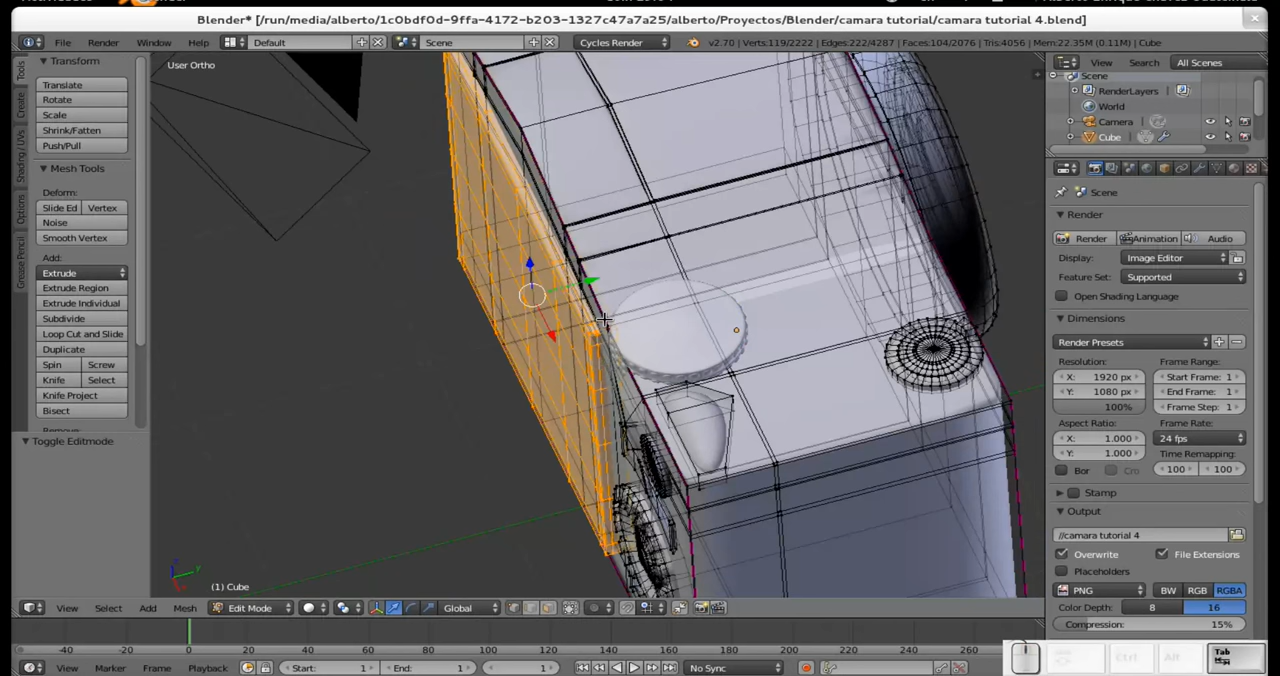 Blender* [/run/media/alberto/1c0bdf0d-9ffa-4172-b203-1327c47a7a25/alberto/Proyectos/Blender/camara tutorial/camara tutorial 4.blend]
File Render Window Help Default Scene Cycles Render v2.70 | Verts:119/2222 | Edges:222/4287 | Faces:104/2076 | Tris:4056 | Mem:22.35M (0.11M) | Cube
Tools
Create
Shading / UVs
Options
Grease Pencil
Transform
Translate
Rotate
Scale
Shrink/Fatten
Push/Pull
Mesh Tools
Deform:
Slide Ed Vertex
Noise
Smooth Vertex
Add:
Extrude
Extrude Region
Extrude Individual
Subdivide
Loop Cut and Slide
Duplicate
Spin Screw
Knife Select
Knife Project
Bisect
Toggle Editmode
User Ortho
(1) Cube
View Select Add Mesh Edit Mode Global
View Search All Scenes
Scene
RenderLayers
World
Camera
Cube
Scene
Render
Render Animation Audio
Display: Image Editor
Feature Set: Supported
Open Shading Language
Dimensions
Render Presets
Resolution: Frame Range:
X: 1920 px Start Frame: 1
Y: 1080 px End Frame: 1
100% Frame Step: 1
Aspect Ratio: Frame Rate:
X: 1.000 24 fps
Y: 1.000 Time Remapping:
Bor Cro 100 100
Stamp
Output
//camara tutorial 4
Overwrite File Extensions
Placeholders
PNG BW RGB RGBA
Color Depth: 8 16
Compression: 15%
-40 -20 0 20 40 60 80 100 120 140 160 180 200 220 240 260
View Marker Frame Playback Start: 1 End: 1 1 No Sync
Ctrl Alt Tab